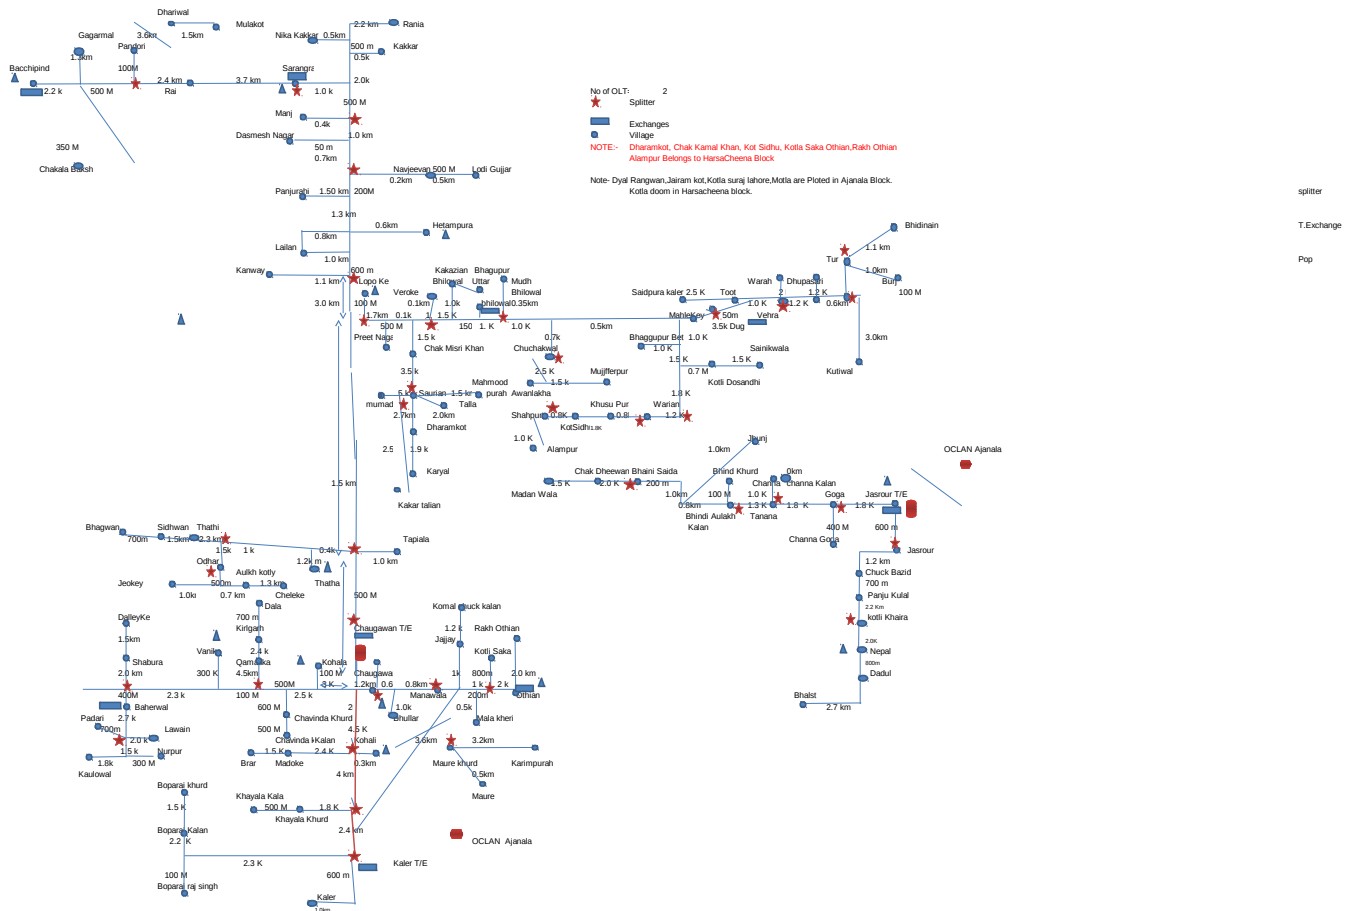 Dhariwal
2.2 km Rania
Mulakot
3.6km 1.5km
Gagarmal Nika Kakkar 0.5km
Pandori 500 m Kakkar
0.5k
Bacchipind 100M Sarangra
2.4 km 3.7 km 2.0k
2.2 k 500 M Rai 1.0 k
No of OLT: 2
Splitter
500 M
Manj
0.4k
Exchanges
Dasmesh Nagar 1.0 km
Village
350 M 50 m
NOTE:- Dharamkot, Chak Kamal Khan, Kot Sidhu, Kotla Saka Othian,Rakh Othian
0.7km
Alampur Belongs to HarsaCheena Block
Chakala Baksh Navjeevan 500 M Lodi Gujjar
0.2km 0.5km
Note- Dyal Rangwan,Jairam kot,Kotla suraj lahore,Motla are Ploted in Ajanala Block.
Panjurahi 1.50 km 200M
Kotla doom in Harsacheena block.
splitter
1.3 km
0.6km Hetampura
Bhidinain
T.Exchange
0.8km
Lailan 1.1 km
1.0 km Tur Pop
Kanway 600 m Kakazian Bhagupur 1.0km
1.1 km Lopo Ke Bhilowal Uttar Mudh Warah Dhupasari Burj
Veroke Bhilowal Saidpura kaler 2.5 K Toot 2 1.2 K 100 M
3.0 km 100 M 0.1km 1.0k bhilowal 0.35km 1.0 K 1.2 K 0.6km
1.7km 0.1k 1.5 K MahleKey 50m Vehra
500 M 150 1. K 1.0 K 0.5km 3.5k Dug
Preet Naga 1.5 k 0.7k Bhaggupur Bet 1.0 K 3.0km
Chak Misri Khan Chuchakwal 1.0 K Sainikwala
1.5 K 1.5 K
3.5 k 2.5 K Mujjfferpur 0.7 M Kutiwal
Mahmood 1.5 k Kotli Dosandhi
Saurian purah Awanlakha 1.8 K
mumad Talla Khusu Pur Warian
2.7km 2.0km 0.8K 1.2 K
Dharamkot KotSidh 1.8K
1.0 K
2.5 1.9 k Alampur 1.0km Jhunj
OCLAN Ajanala
Karyal Chak Dheewan Bhaini Saida Bhind Khurd 0km
1.5 km 1.5 K 2.0 K 200 m Channa channa Kalan
Madan Wala 1.0km 100 M 1.0 K Goga Jasrour T/E
Kakar talian 0.8km 1.3 K 1.8 K 1.8 K
Bhindi Aulakh Tanana
Bhagwan Sidhwan Thathi Kalan 400 M 600 m
700m 1.5km 2.3 km Tapiala Channa Goga
1.5k 1 k 0.4k Jasrour
Odhar 1.2k m 1.0 km 1.2 km
Aulkh kotly Chuck Bazid
Jeokey 500m 1.3 km Thatha 700 m
0.7 km Cheleke 500 M Panju Kulal
Dala Komal chuck kalan 2.2 Km
DalleyKe 700 m kotli Khaira
Kirlgarh Chaugawan T/E 1.2 k Rakh Othian
1.5km Jajjay 2.0K
Vanik 2.4 k Kotli Saka Nepal
Shabura Kohala 800m
2.0 km 300 K 4.5km 100 M Chaugawa 1k 800m 2.0 km Dadul
500M 1.2km 0.6 0.8km 1 k 2 k
400M 2.3 k 100 M 2.5 k Manawala 200m Othian Bhalst
Baherwal 600 M 2 1.0k 0.5k 2.7 km
Padari 2.7 k Chavinda Khurd Bhullar Mala kheri
700m Lawain 500 M 4.5 K
2.0 k Kohali 3.6km 3.2km
1.5 k Nurpur 1.5 K 2.4 K
1.8k 300 M Brar Madoke 0.3km Maure khurd Karimpurah
Kaulowal 4 km 0.5km
Boparai khurd
Khayala Kala Maure
1.5 K 500 M 1.8 K
Khayala Khurd
Boparai Kalan 2.4 km
2.2 K OCLAN Ajanala
2.3 K Kaler T/E
100 M 600 m
Boparai raj singh
Kaler
1.0km